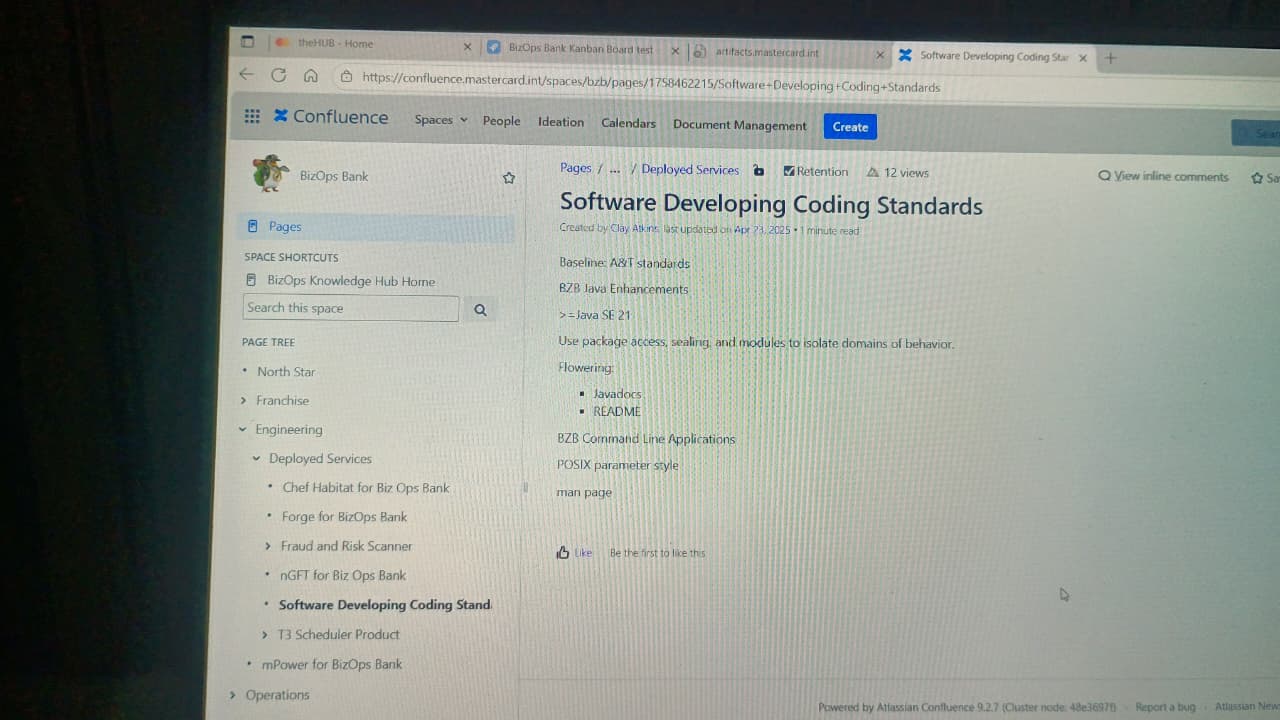 theHUB - Home
BizOps Bank Kanban Board test
artifacts.mastercard.int
Software Developing Coding Star
https://confluence.mastercard.int/spaces/bzb/pages/1758462215/Software+Developing+Coding+Standards
Confluence
Spaces
People
Ideation
Calendars
Document Management
Create
Sear
BizOps Bank
Pages
SPACE SHORTCUTS
BizOps Knowledge Hub Home
Search this space
PAGE TREE
North Star
Franchise
Engineering
Deployed Services
Chef Habitat for Biz Ops Bank
Forge for BizOps Bank
Fraud and Risk Scanner
nGFT for Biz Ops Bank
Software Developing Coding Stand
T3 Scheduler Product
mPower for BizOps Bank
Operations
Pages / ... / Deployed Services
Retention
12 views
View inline comments
Sa
Software Developing Coding Standards
Created by Clay Atkins, last updated on Apr 23, 2025 • 1 minute read
Baseline: A&T standards
BZB Java Enhancements
>=Java SE 21
Use package access, sealing, and modules to isolate domains of behavior.
Flowering:
Javadocs
README
BZB Command Line Applications
POSIX parameter style
man page
Like
Be the first to like this
Powered by Atlassian Confluence 9.2.7 (Cluster node: 48e3697f) · Report a bug · Atlassian New